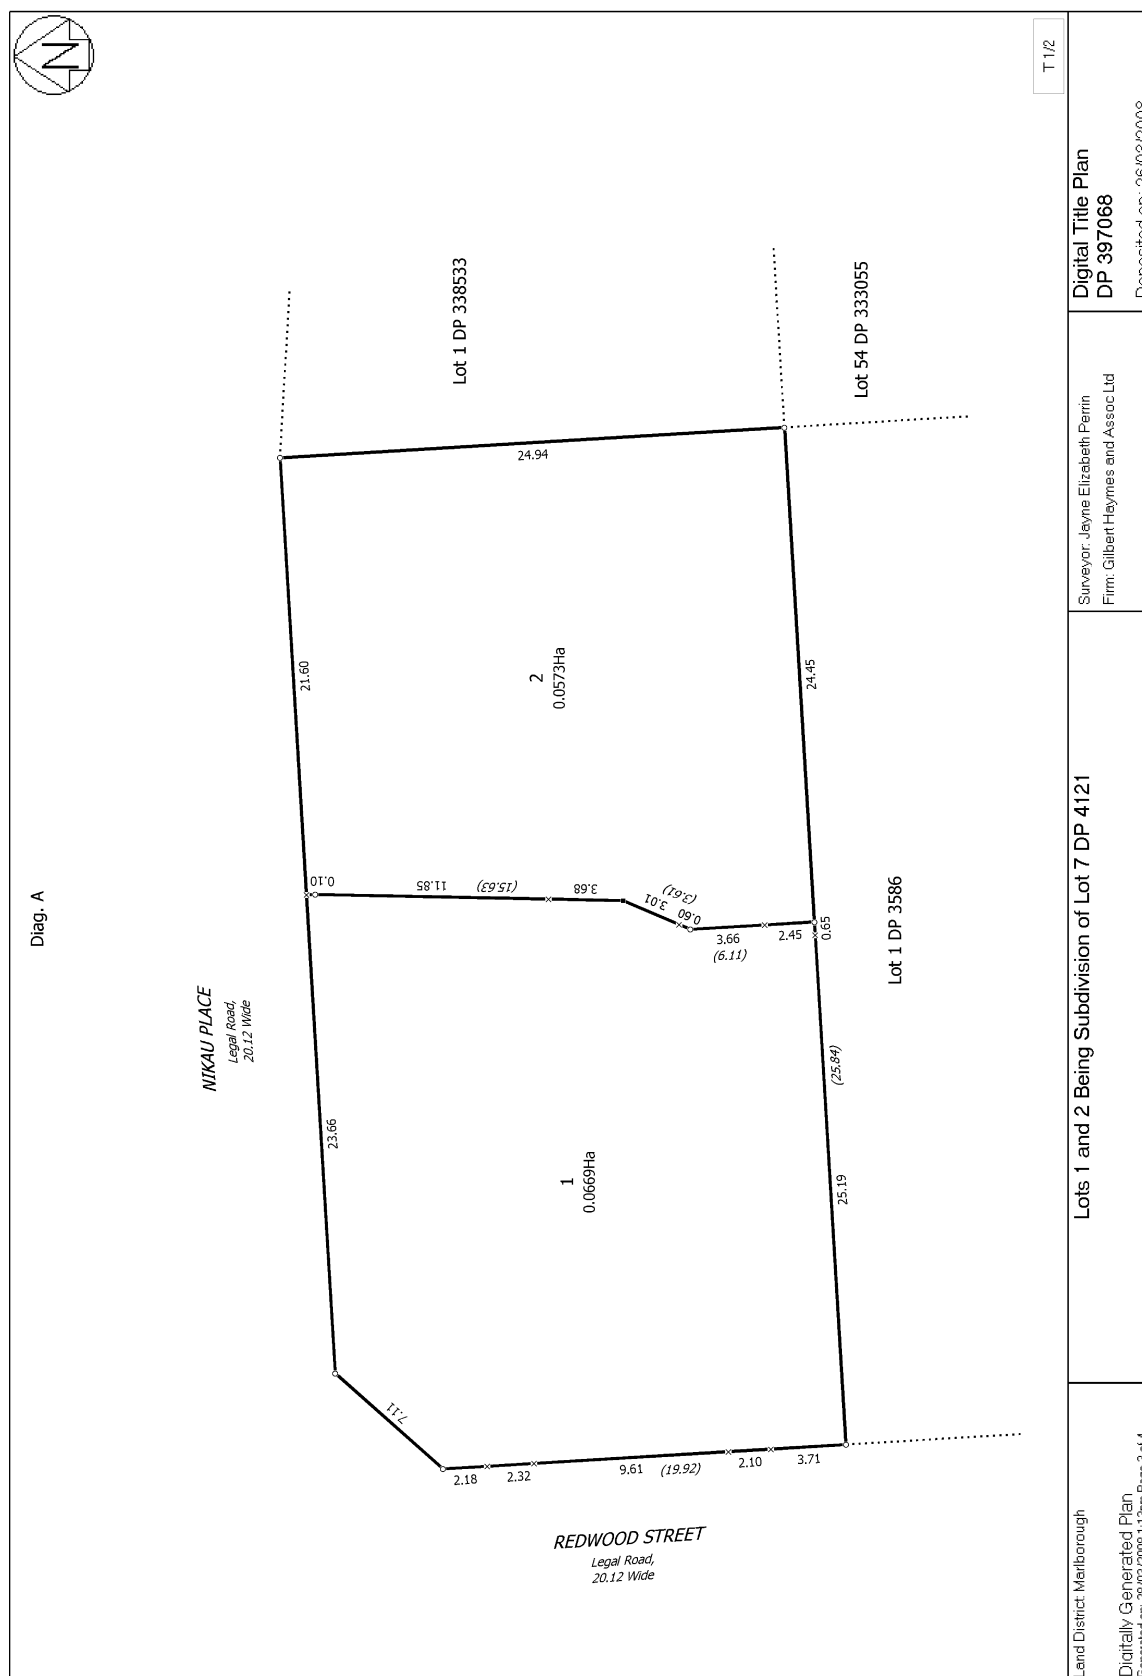 N
T 1/2
Diag. A
NIKAU PLACE
Legal Road,
20.12 Wide
REDWOOD STREET
Legal Road,
20.12 Wide
Lot 1 DP 338533
Lot 54 DP 333055
Lot 1 DP 3586
1
0.0669Ha
2
0.0573Ha
7.11
23.66
21.60
24.94
24.45
0.65
(25.84)
25.19
0.10
11.85
(15.63)
3.68
3.01
(3.61)
0.60
3.66
(6.11)
2.45
2.18
2.32
9.61
(19.92)
2.10
3.71
Land District: Marlborough
Digitally Generated Plan
Lots 1 and 2 Being Subdivision of Lot 7 DP 4121
Surveyor: Jayne Elizabeth Perrin
Firm: Gilbert Haymes and Assoc Ltd
Digital Title Plan
DP 397068
Deposited on: